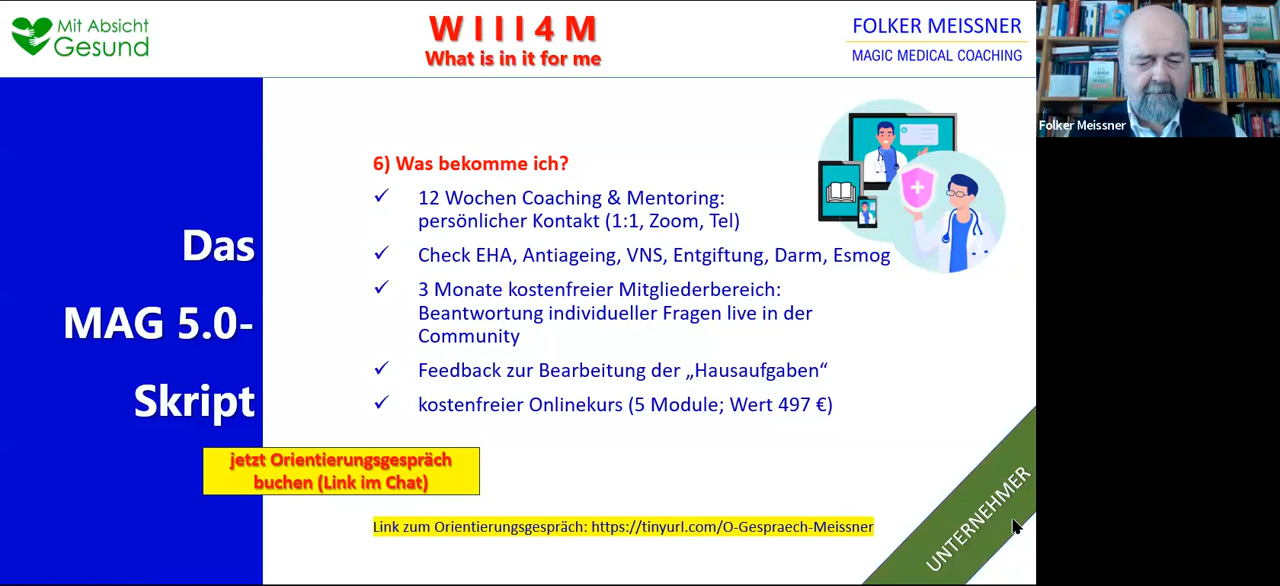 Mit Absicht
Gesund
W I I I 4 M
What is in it for me
FOLKER MEISSNER
MAGIC MEDICAL COACHING
Folker Meissner
Das
MAG 5.0-
Skript
6) Was bekomme ich?
✓ 12 Wochen Coaching & Mentoring:
persönlicher Kontakt (1:1, Zoom, Tel)
✓ Check EHA, Antiageing, VNS, Entgiftung, Darm, Esmog
✓ 3 Monate kostenfreier Mitgliederbereich:
Beantwortung individueller Fragen live in der
Community
✓ Feedback zur Bearbeitung der „Hausaufgaben“
✓ kostenfreier Onlinekurs (5 Module; Wert 497 €)
jetzt Orientierungsgespräch
buchen (Link im Chat)
Link zum Orientierungsgespräch: https://tinyurl.com/O-Gespraech-Meissner
UNTERNEHMER